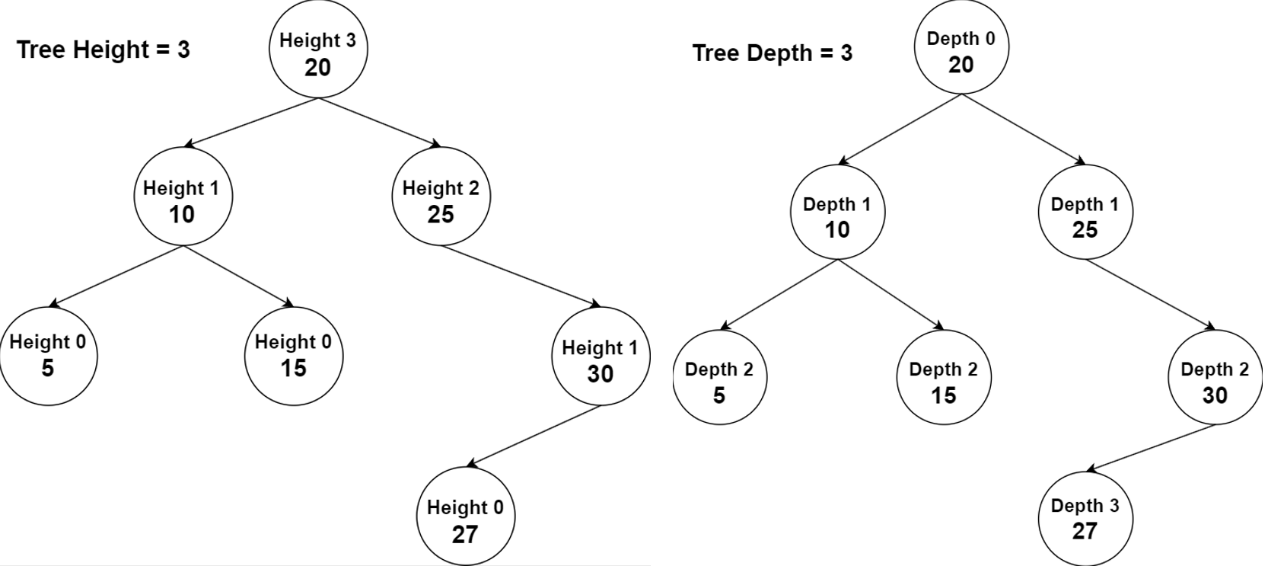 Tree Height = 3
Height 3
20
Height 1
10
Height 2
25
Height 0
5
Height 0
15
Height 1
30
Height 0
27
Tree Depth = 3
Depth 0
20
Depth 1
10
Depth 1
25
Depth 2
5
Depth 2
15
Depth 2
30
Depth 3
27